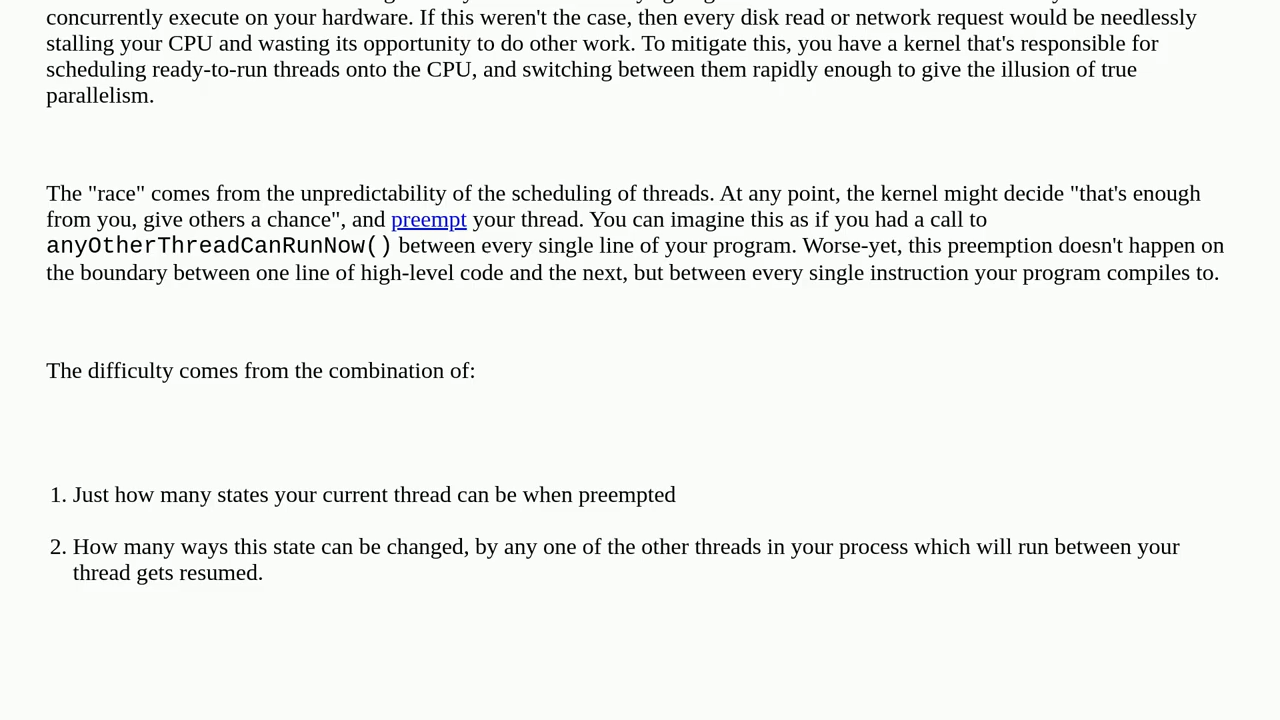 concurrently execute on your hardware. If this weren't the case, then every disk read or network request would be needlessly
stalling your CPU and wasting its opportunity to do other work. To mitigate this, you have a kernel that's responsible for
scheduling ready-to-run threads onto the CPU, and switching between them rapidly enough to give the illusion of true
parallelism.
The "race" comes from the unpredictability of the scheduling of threads. At any point, the kernel might decide "that's enough
from you, give others a chance", and preempt your thread. You can imagine this as if you had a call to
anyOtherThreadCanRunNow() between every single line of your program. Worse-yet, this preemption doesn't happen on
the boundary between one line of high-level code and the next, but between every single instruction your program compiles to.
The difficulty comes from the combination of:
1. Just how many states your current thread can be when preempted
2. How many ways this state can be changed, by any one of the other threads in your process which will run between your
thread gets resumed.